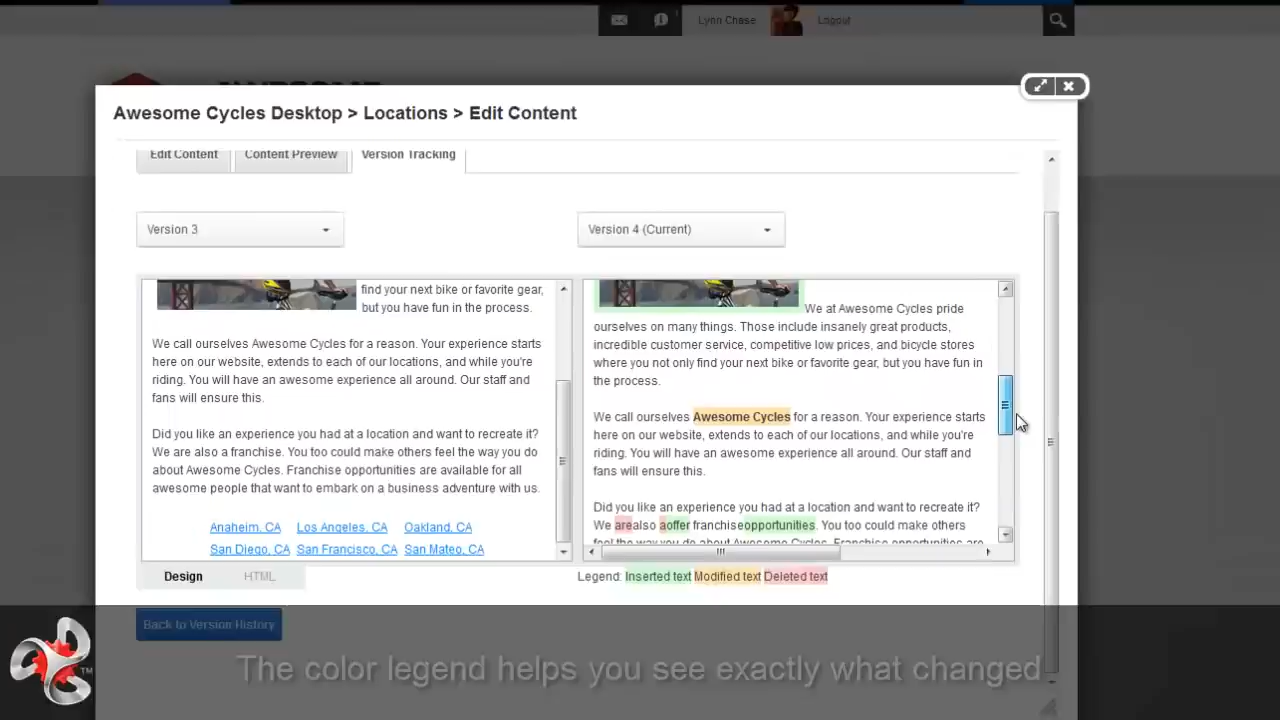 Lynn Chase Logout
Awesome Cycles Desktop > Locations > Edit Content
Edit Content Content Preview Version Tracking
Version 3
Version 4 (Current)
find your next bike or favorite gear,
but you have fun in the process.
We call ourselves Awesome Cycles for a reason. Your experience starts
here on our website, extends to each of our locations, and while you're
riding. You will have an awesome experience all around. Our staff and
fans will ensure this.
Did you like an experience you had at a location and want to recreate it?
We are also a franchise. You too could make others feel the way you do
about Awesome Cycles. Franchise opportunities are available for all
awesome people that want to embark on a business adventure with us.
Anaheim, CA Los Angeles, CA Oakland, CA
San Diego, CA San Francisco, CA San Mateo, CA
We at Awesome Cycles pride
ourselves on many things. Those include insanely great products,
incredible customer service, competitive low prices, and bicycle stores
where you not only find your next bike or favorite gear, but you have fun in
the process.
We call ourselves Awesome Cycles for a reason. Your experience starts
here on our website, extends to each of our locations, and while you're
riding. You will have an awesome experience all around. Our staff and
fans will ensure this.
Did you like an experience you had at a location and want to recreate it?
We arealso aoffer franchiseopportunities. You too could make others
feel the way you do about Awesome Cycles. Franchise opportunities are
Design HTML
Legend: Inserted text Modified text Deleted text
Back to Version History
The color legend helps you see exactly what changed
TM